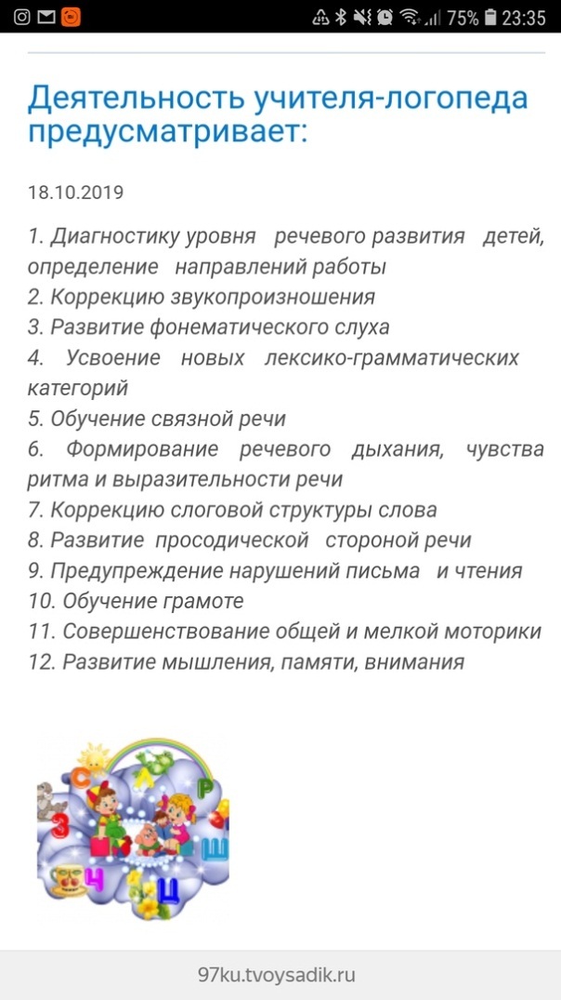 75% 23:35
Деятельность учителя-логопеда
предусматривает:
18.10.2019
1. Диагностику уровня речевого развития детей,
определение направлений работы
2. Коррекцию звукопроизношения
3. Развитие фонематического слуха
4. Усвоение новых лексико-грамматических
категорий
5. Обучение связной речи
6. Формирование речевого дыхания, чувства
ритма и выразительности речи
7. Коррекцию слоговой структуры слова
8. Развитие просодической стороной речи
9. Предупреждение нарушений письма и чтения
10. Обучение грамоте
11. Совершенствование общей и мелкой моторики
12. Развитие мышления, памяти, внимания
С Л Р
З Ш
Ч Ц
97ku.tvoysadik.ru